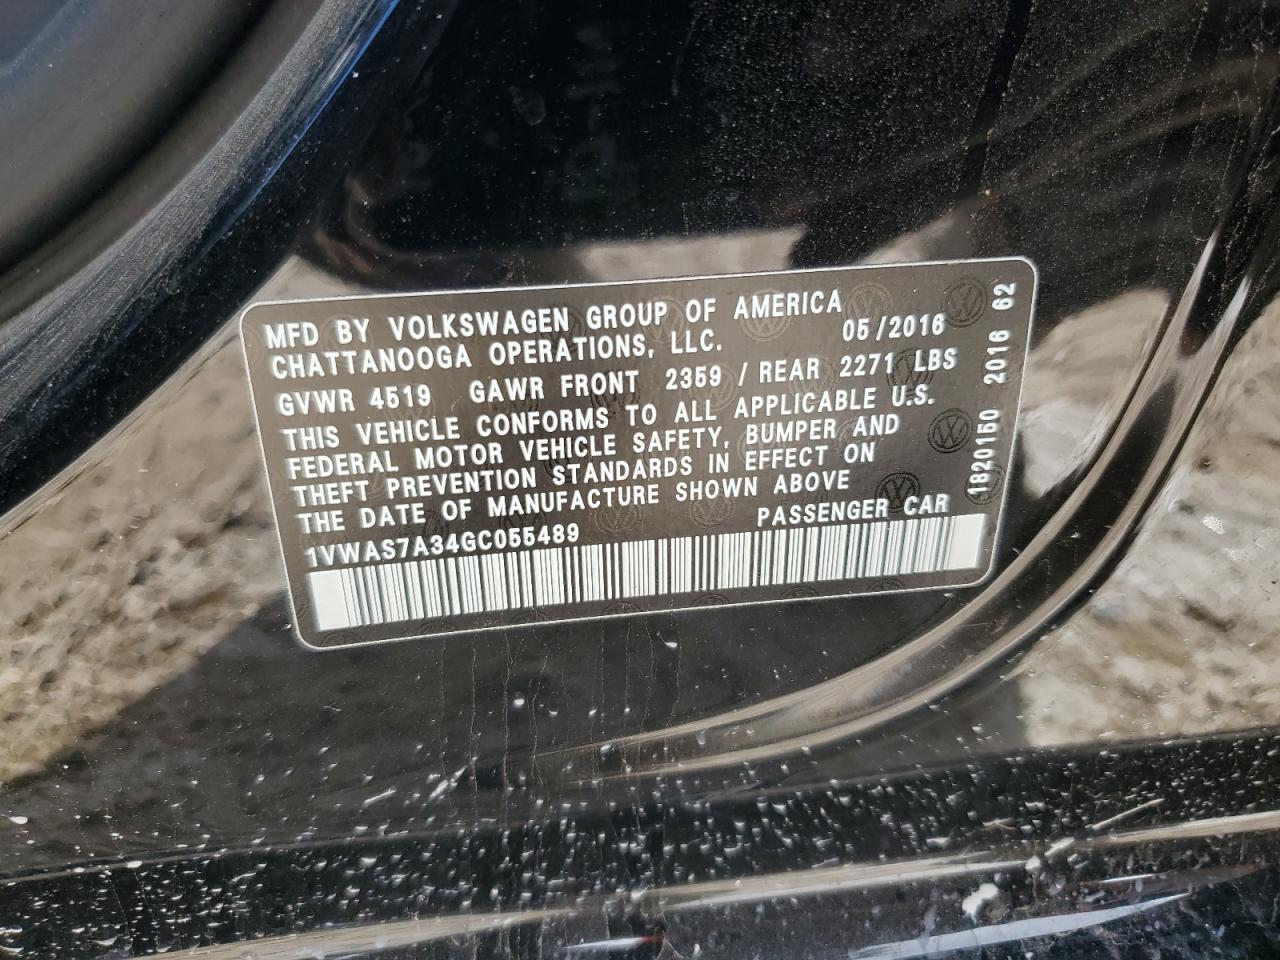 MFD BY VOLKSWAGEN GROUP OF AMERICA
CHATTANOOGA OPERATIONS, LLC. 05/2016
GVWR 4519 GAWR FRONT 2359 / REAR 2271 LBS
THIS VEHICLE CONFORMS TO ALL APPLICABLE U.S.
FEDERAL MOTOR VEHICLE SAFETY, BUMPER AND
THEFT PREVENTION STANDARDS IN EFFECT ON
THE DATE OF MANUFACTURE SHOWN ABOVE
1VWAS7A34GC055489 PASSENGER CAR
1820160 2016 62